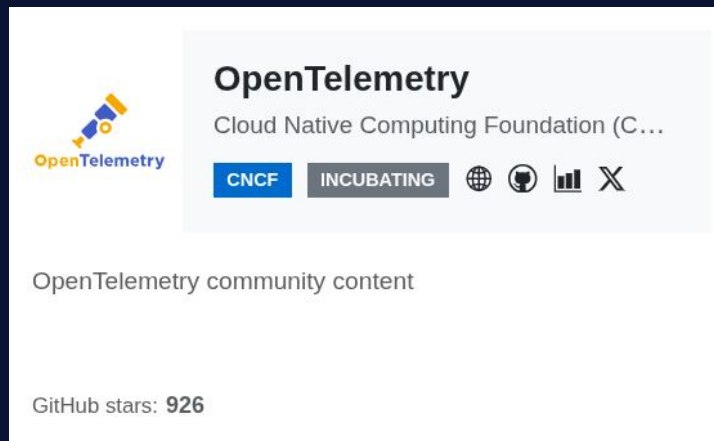 OpenTelemetry
Cloud Native Computing Foundation (C...
OpenTelemetry
CNCF INCUBATING
OpenTelemetry community content
GitHub stars: 926